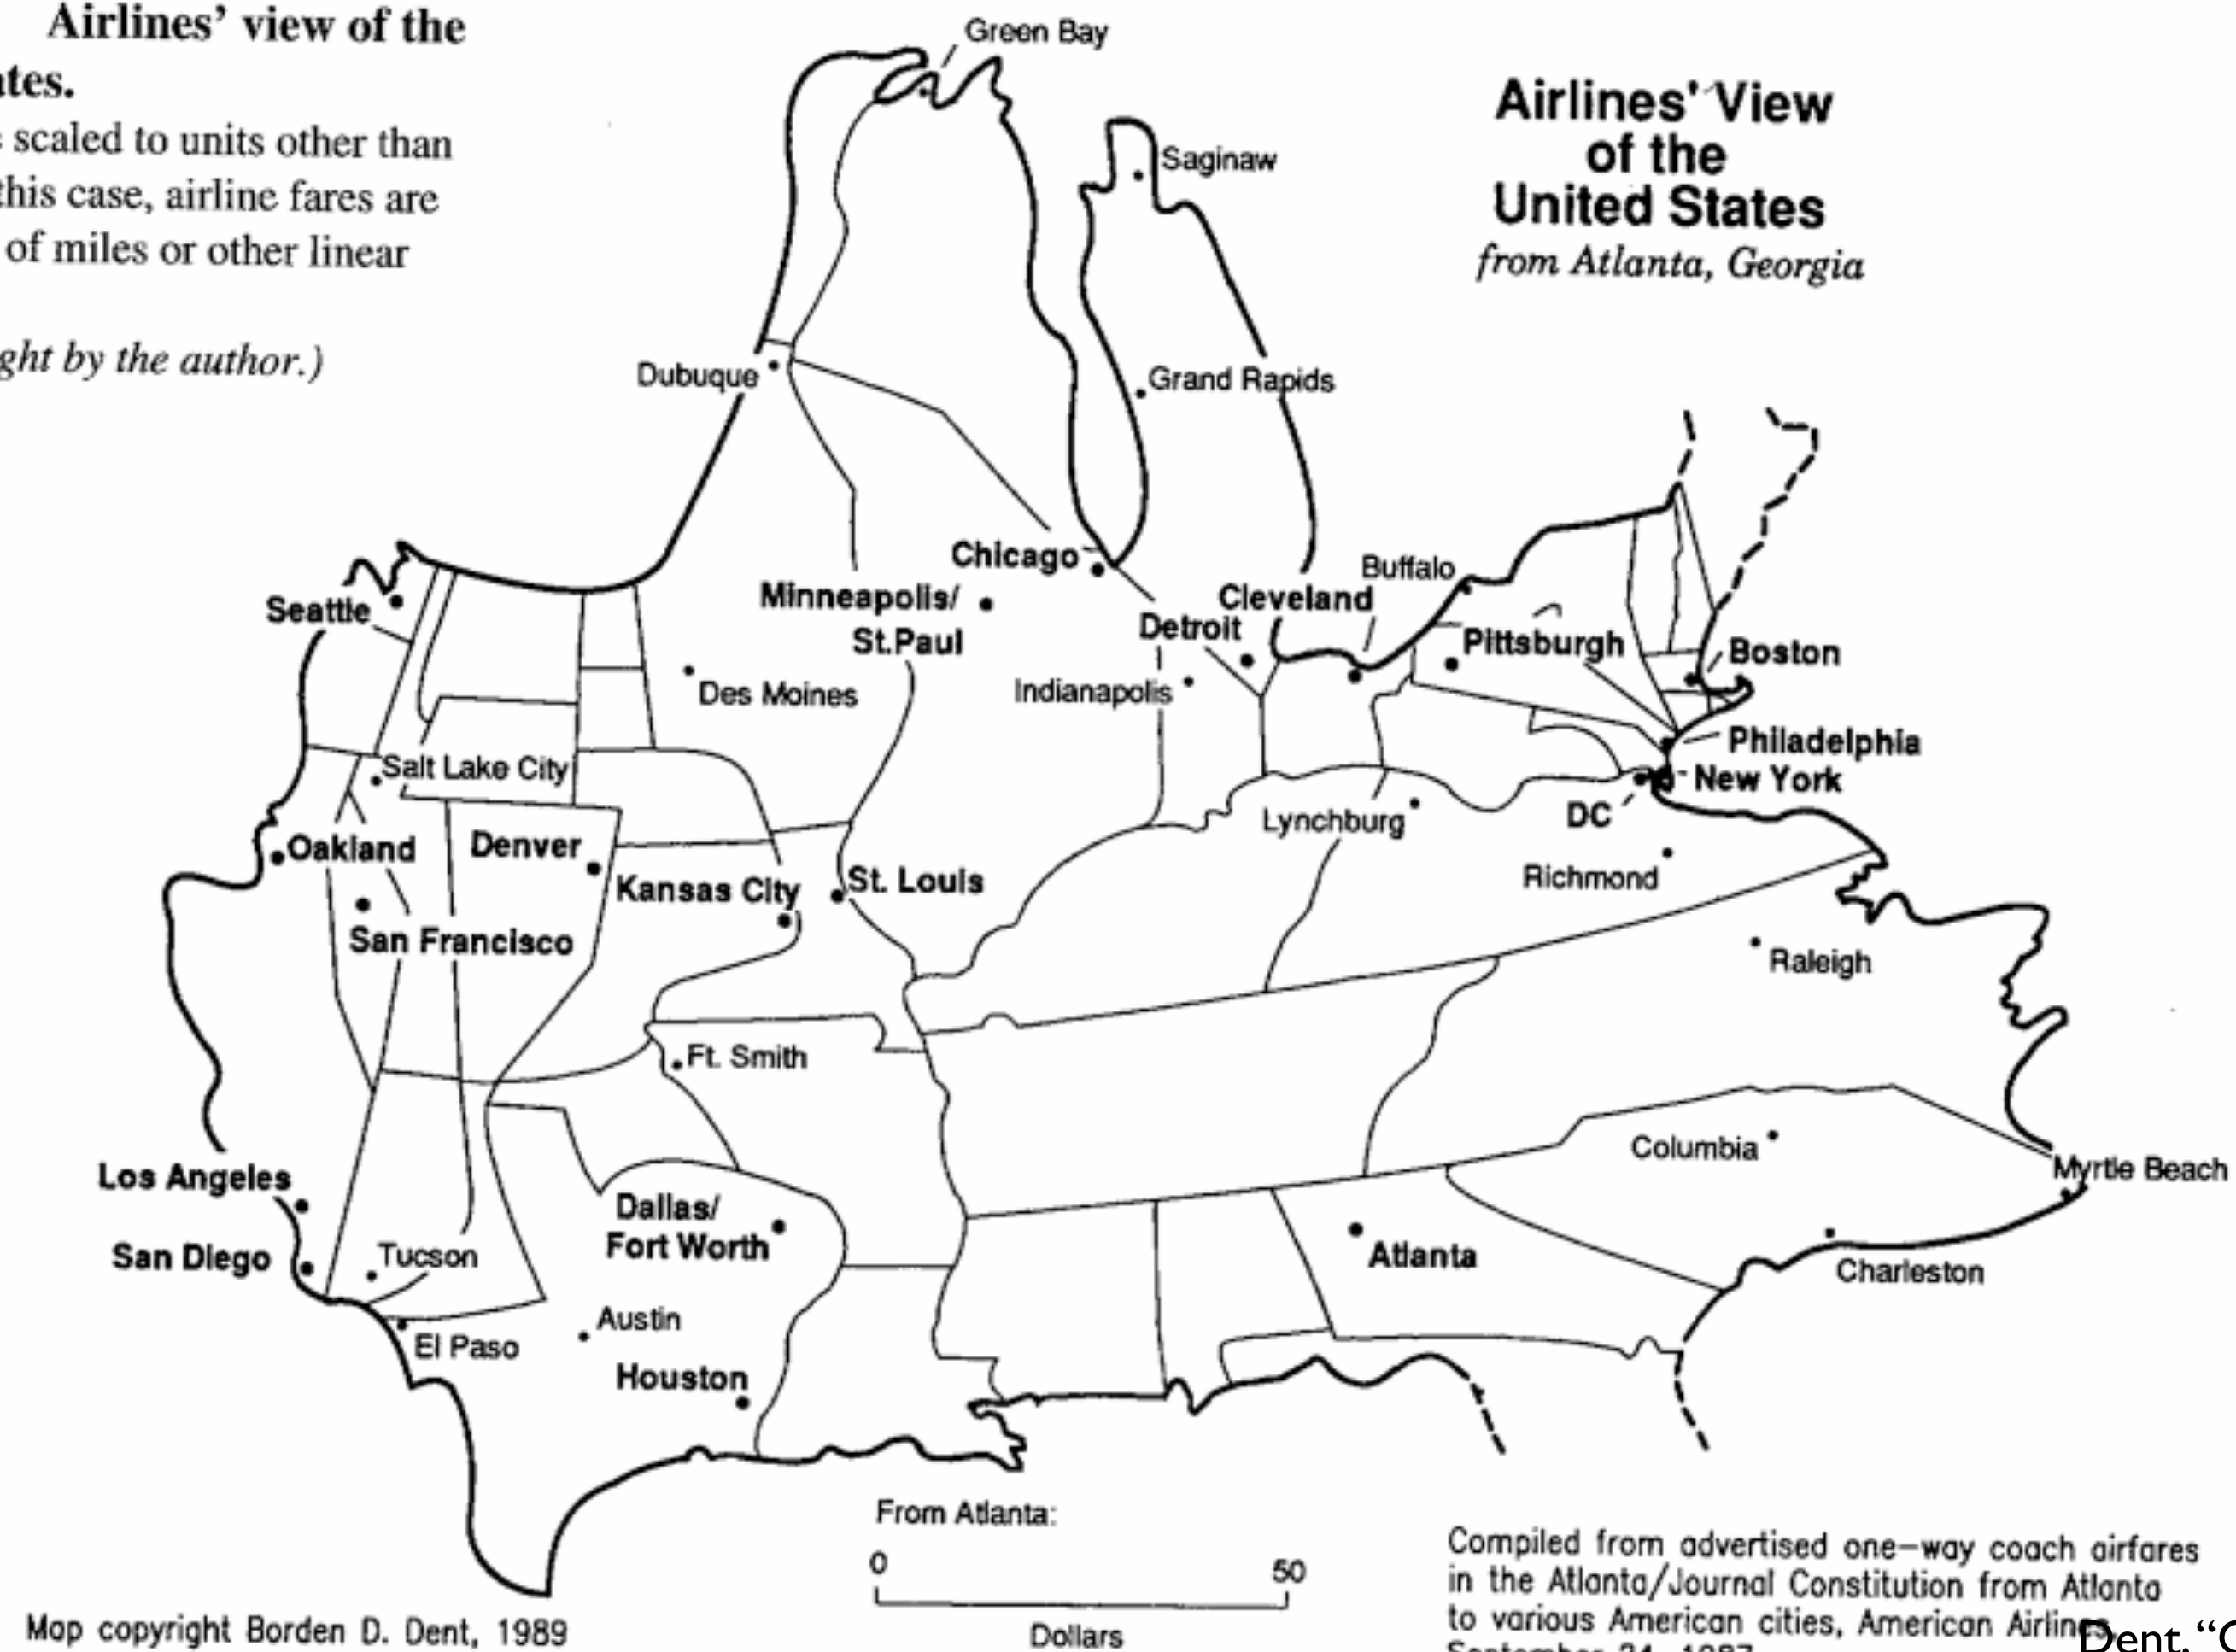 Airlines' view of the
ates.
scaled to units other than
this case, airline fares are
of miles or other linear
ght by the author.)
Airlines' View
of the
United States
from Atlanta, Georgia
Green Bay
Saginaw
Dubuque
Grand Rapids
Chicago
Buffalo
Minneapolis/
St.Paul
Cleveland
Detroit
Seattle
Pittsburgh
Boston
Des Moines
Indianapolis
Philadelphia
Salt Lake City
New York
DC
Lynchburg
Oakland
Denver
Kansas City
St. Louis
Richmond
San Francisco
Raleigh
Ft. Smith
Columbia
Myrtle Beach
Los Angeles
Dallas/
Fort Worth
San Diego
Tucson
Atlanta
Charleston
Austin
El Paso
Houston
From Atlanta:
0 50
Dollars
Compiled from advertised one-way coach airfares
in the Atlanta/Journal Constitution from Atlanta
to various American cities, American Airlines,
Map copyright Borden D. Dent, 1989
Dent, "C